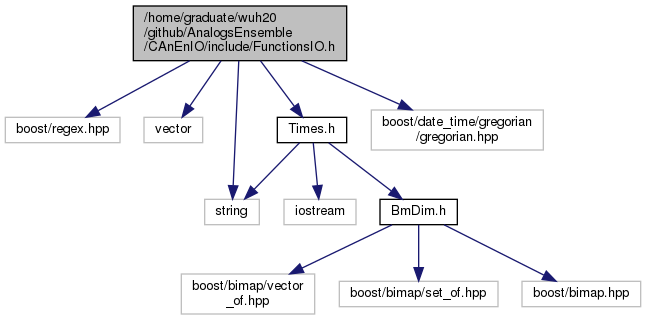 /home/graduate/wuh20
/github/AnalogsEnsemble
/CAnEnIO/include/FunctionsIO.h
boost/regex.hpp
vector
Times.h
boost/date_time/gregorian
/gregorian.hpp
string
iostream
BmDim.h
boost/bimap/vector
_of.hpp
boost/bimap/set_of.hpp
boost/bimap.hpp